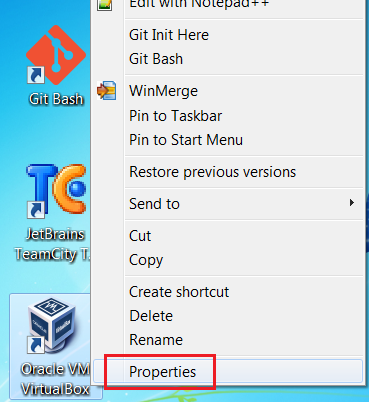 Edit with Notepad++
Git Init Here
Git Bash
WinMerge
Pin to Taskbar
Pin to Start Menu
Restore previous versions
Send to
Cut
Copy
Create shortcut
Delete
Rename
Properties
Git Bash
JetBrains
TeamCity T...
Oracle VM
VirtualBox